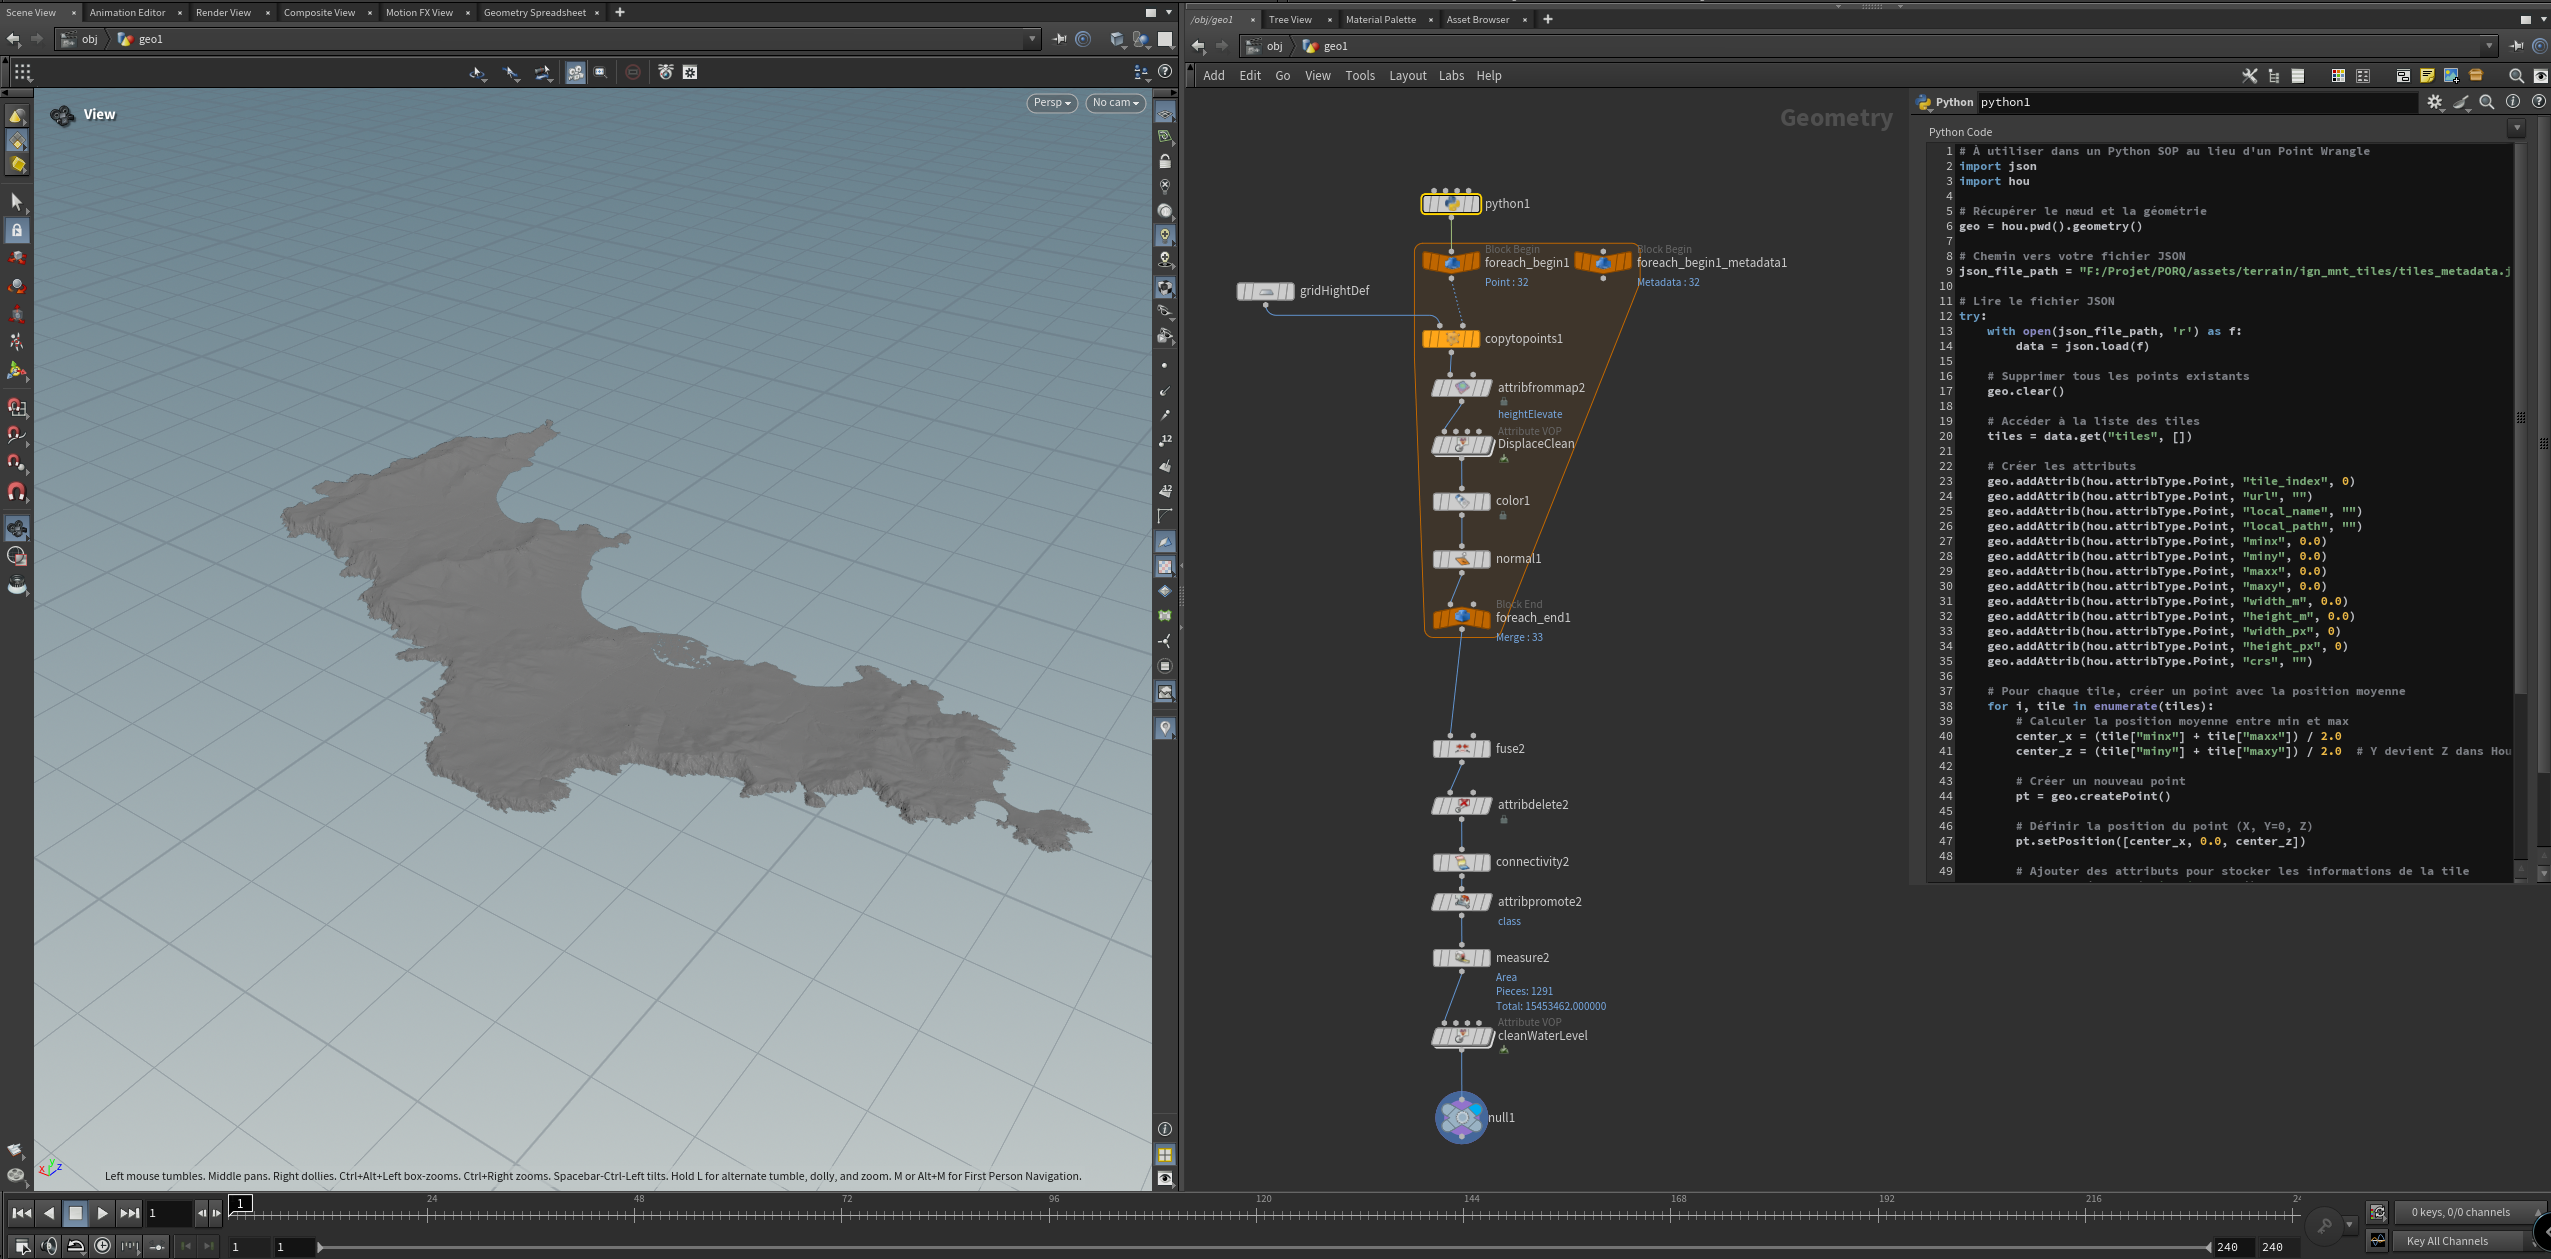 Scene View × Animation Editor × Render View × Composite View × Motion FX View × Geometry Spreadsheet × +
obj geo1
View
Persp
No cam
12
12
Left mouse tumbles. Middle pans. Right dollies. Ctrl+Alt+Left box-zooms. Ctrl+Right zooms. Spacebar-Ctrl-Left tilts. Hold L for alternate tumble, dolly, and zoom. M or Alt+M for First Person Navigation.
x y z
/obj/geo1 × Tree View × Material Palette × Asset Browser × +
obj geo1
Add Edit Go View Tools Layout Labs Help
Geometry
python1
Block Begin
foreach_begin1
Point : 32
Block Begin
foreach_begin1_metadata1
Metadata : 32
gridHightDef
copytopoints1
attribfrommap2
heightElevate
Attribute VOP
DisplaceClean
color1
normal1
Block End
foreach_end1
Merge : 33
fuse2
attribdelete2
connectivity2
attribpromote2
class
measure2
Area
Pieces: 1291
Total: 15453462.000000
Attribute VOP
cleanWaterLevel
null1
Python python1
Python Code
1 # À utiliser dans un Python SOP au lieu d'un Point Wrangle
2 import json
3 import hou
4
5 # Récupérer le nœud et la géométrie
6 geo = hou.pwd().geometry()
7
8 # Chemin vers votre fichier JSON
9 json_file_path = "F:/Projet/PORQ/assets/terrain/ign_mnt_tiles/tiles_metadata.j
10
11 # Lire le fichier JSON
12 try:
13 with open(json_file_path, 'r') as f:
14 data = json.load(f)
15
16 # Supprimer tous les points existants
17 geo.clear()
18
19 # Accéder à la liste des tiles
20 tiles = data.get("tiles", [])
21
22 # Créer les attributs
23 geo.addAttrib(hou.attribType.Point, "tile_index", 0)
24 geo.addAttrib(hou.attribType.Point, "url", "")
25 geo.addAttrib(hou.attribType.Point, "local_name", "")
26 geo.addAttrib(hou.attribType.Point, "local_path", "")
27 geo.addAttrib(hou.attribType.Point, "minx", 0.0)
28 geo.addAttrib(hou.attribType.Point, "miny", 0.0)
29 geo.addAttrib(hou.attribType.Point, "maxx", 0.0)
30 geo.addAttrib(hou.attribType.Point, "maxy", 0.0)
31 geo.addAttrib(hou.attribType.Point, "width_m", 0.0)
32 geo.addAttrib(hou.attribType.Point, "height_m", 0.0)
33 geo.addAttrib(hou.attribType.Point, "width_px", 0)
34 geo.addAttrib(hou.attribType.Point, "height_px", 0)
35 geo.addAttrib(hou.attribType.Point, "crs", "")
36
37 # Pour chaque tile, créer un point avec la position moyenne
38 for i, tile in enumerate(tiles):
39 # Calculer la position moyenne entre min et max
40 center_x = (tile["minx"] + tile["maxx"]) / 2.0
41 center_z = (tile["miny"] + tile["maxy"]) / 2.0 # Y devient Z dans Hou
42
43 # Créer un nouveau point
44 pt = geo.createPoint()
45
46 # Définir la position du point (X, Y=0, Z)
47 pt.setPosition([center_x, 0.0, center_z])
48
49 # Ajouter des attributs pour stocker les informations de la tile
1 1 24 48 72 96 120 144 168 192 216 24
0 keys, 0/0 channels
1 1 240 240
Key All Channels